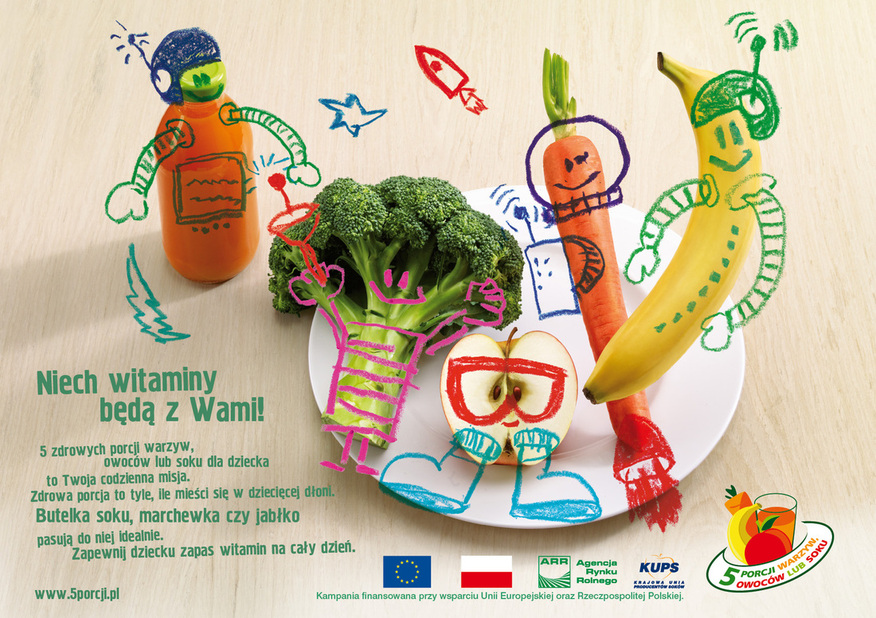 Niech witaminy
będą z Wami!
5 zdrowych porcji warzyw,
owoców lub soku dla dziecka
to Twoja codzienna misja.
Zdrowa porcja to tyle, ile mieści się w dziecięcej dłoni.
Butelka soku, marchewka czy jabłko
pasują do niej idealnie.
Zapewnij dziecku zapas witamin na cały dzień.
www.5porcji.pl
ARR
Agencja
Rynku
Rolnego
KUPS
KRAJOWA UNIA
PRODUCENTÓW SOKÓW
Kampania finansowana przy wsparciu Unii Europejskiej oraz Rzeczpospolitej Polskiej.
5 PORCJI WARZYW,
OWOCÓW LUB SOKU